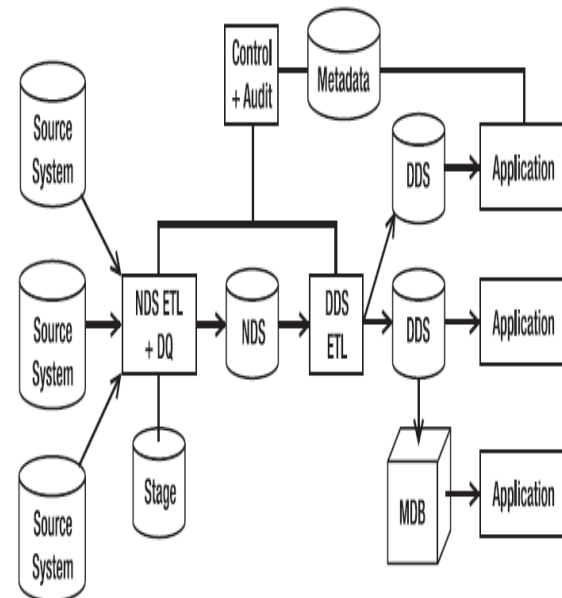 Control
+ Audit
Metadata
Source
System
DDS
Application
Source
System
NDS ETL
+ DQ
NDS
DDS
ETL
DDS
Application
Source
System
Stage
MDB
Application